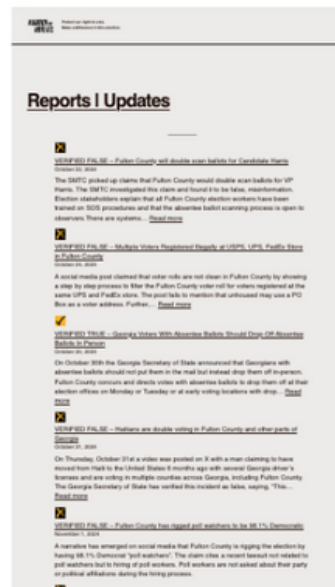 Reports | Updates
VERIFIED FALSE – Fulton County will double scan ballots for Candidate Harris
October 22, 2024
The SMTC picked up claims that Fulton County would double scan ballots for VP
Harris. The SMTC investigated this claim and found it to be false, misinformation.
Election stakeholders explain that all Fulton County election workers have been
trained on SOS procedures and that the absentee ballot scanning process is open to
observers. There are systems... Read more
VERIFIED FALSE – Multiple Voters Registered Illegally at USPS, UPS, FedEx Store
in Fulton County
A social media post claimed that voter rolls are not clean in Fulton County by showing
a step by step process to filter the Fulton County voter roll for voters registered at the
same UPS and FedEx store. The post fails to mention that unhoused may use a PO
Box as a voter address. Further,... Read more
VERIFIED TRUE – Georgia Voters With Absentee Ballots Should Drop Off Absentee
Ballots In Person
October 30, 2024
On October 30th the Georgia Secretary of State announced that Georgians with
absentee ballots should not put them in the mail but instead drop them off in-person.
Fulton County concurs and directs voters with absentee ballots to drop them off at their
election offices on Monday or Tuesday or at early voting locations with drop... Read
more
VERIFIED FALSE – Haitians are double voting in Fulton County and other parts of
Georgia
October 31, 2024
On Thursday, October 31st a video was posted on X with a man claiming to have
moved from Haiti to the United States 6 months ago with several Georgia driver's
licenses and are voting in multiple counties across Georgia, including Fulton County.
The Georgia Secretary of State has verified this incident as false, saying, "This...
Read more
VERIFIED FALSE – Fulton County has rigged poll watchers to be 98.1% Democratic
November 1, 2024
A narrative has emerged on social media that Fulton County is rigging the election by
having 98.1% Democrat "poll watchers". The claim cites a recent lawsuit not related to
poll watchers but to hiring of poll workers. Poll workers are not asked about their party
or political affiliations during the hiring process.